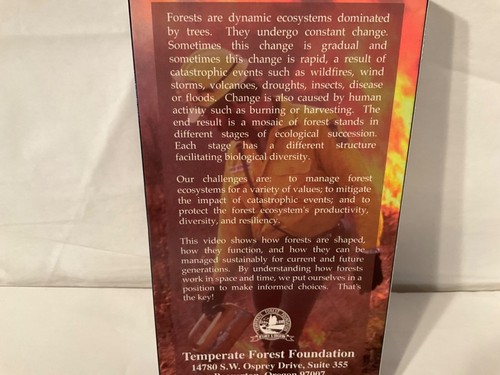 Forests are dynamic ecosystems dominated
by trees. They undergo constant change.
Sometimes this change is gradual and
sometimes this change is rapid, a result of
catastrophic events such as wildfires, wind
storms, volcanoes, droughts, insects, disease
or floods. Change is also caused by human
activity such as burning or harvesting. The
end result is a mosaic of forest stands in
different stages of ecological succession.
Each stage has a different structure
facilitating biological diversity.
Our challenges are: to manage forest
ecosystems for a variety of values; to mitigate
the impact of catastrophic events; and to
protect the forest ecosystem's productivity,
diversity, and resiliency.
This video shows how forests are shaped,
how they function, and how they can be
managed sustainably for current and future
generations. By understanding how forests
work in space and time, we put ourselves in a
position to make informed choices. That's
the key!
Temperate Forest Foundation
14780 S.W. Osprey Drive, Suite 355
Beaverton, Oregon 97007